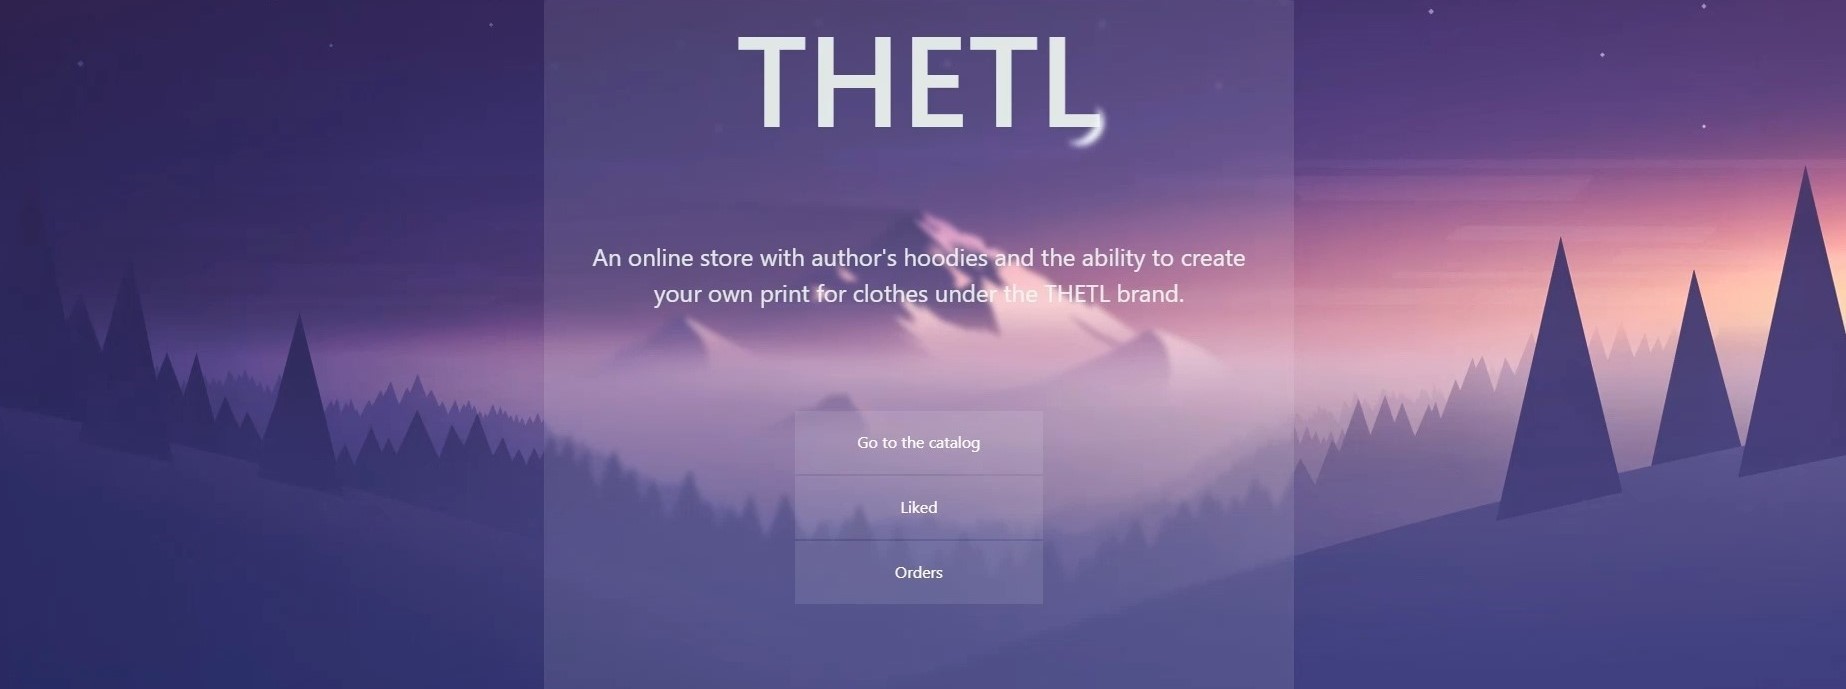 THETL
An online store with author's hoodies and the ability to create
your own print for clothes under the THETL brand.
Go to the catalog
Liked
Orders